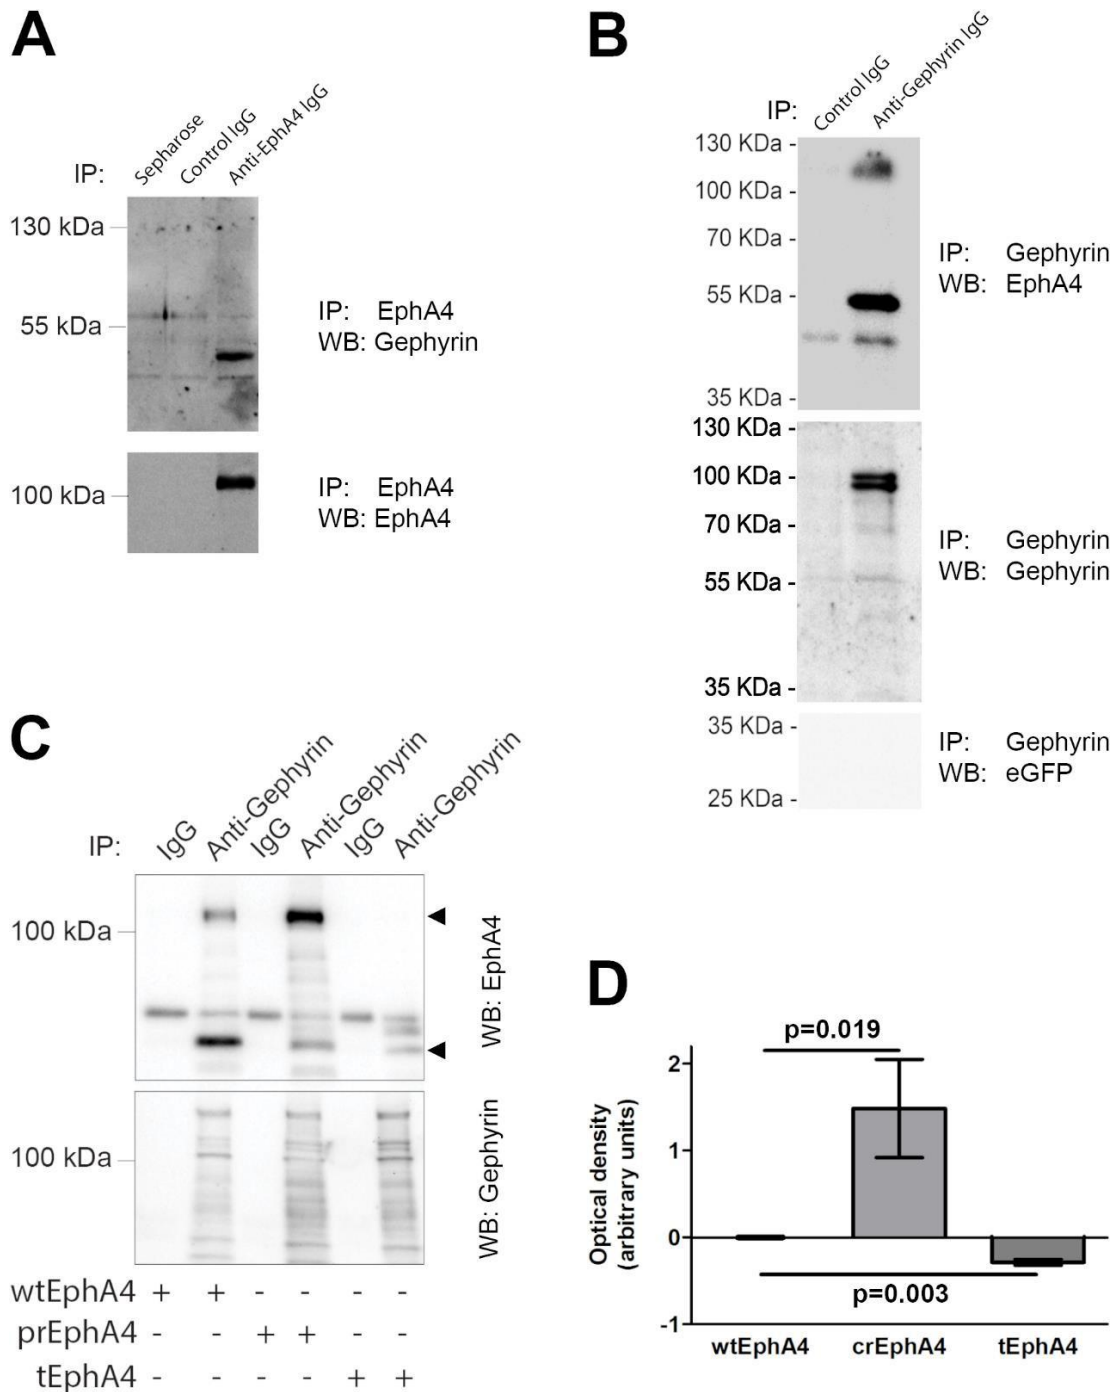 A
IP: Sepharose Control IgG Anti-EphA4 IgG
130 kDa
55 kDa
IP: EphA4
WB: Gephyrin
100 kDa
IP: EphA4
WB: EphA4
B
IP: Control IgG Anti-Gephyrin IgG
130 KDa -
100 KDa -
70 KDa -
55 KDa -
35 KDa -
IP: Gephyrin
WB: EphA4
130 KDa -
100 KDa -
70 KDa -
55 KDa -
35 KDa -
IP: Gephyrin
WB: Gephyrin
35 KDa -
25 KDa -
IP: Gephyrin
WB: eGFP
C
IP: IgG Anti-Gephyrin IgG Anti-Gephyrin IgG Anti-Gephyrin
100 kDa
WB: EphA4
100 kDa
WB: Gephyrin
wtEphA4 + + - - - -
prEphA4 - - + + - -
tEphA4 - - - - + +
D
p=0.019
2
1
0
-1
Optical density
(arbitrary units)
p=0.003
wtEphA4 crEphA4 tEphA4